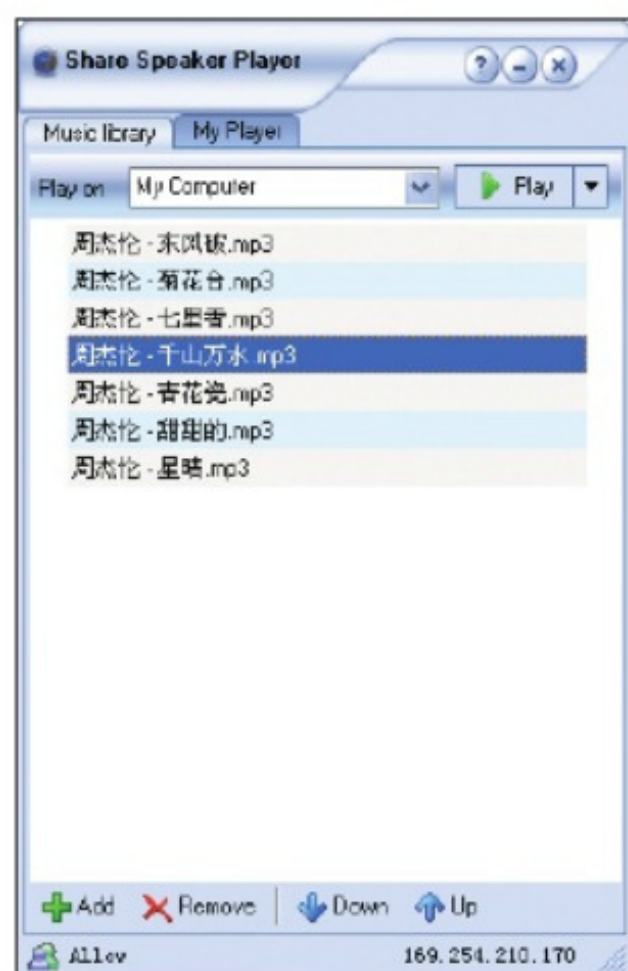 Share Speaker Player
Music library My Player
Play on My Computer Play
周杰伦 - 东风破.mp3
周杰伦 - 菊花台.mp3
周杰伦 - 七里香.mp3
周杰伦 - 千山万水.mp3
周杰伦 - 青花瓷.mp3
周杰伦 - 甜甜的.mp3
周杰伦 - 星晴.mp3
Add Remove Down Up
Allow 169.254.210.170